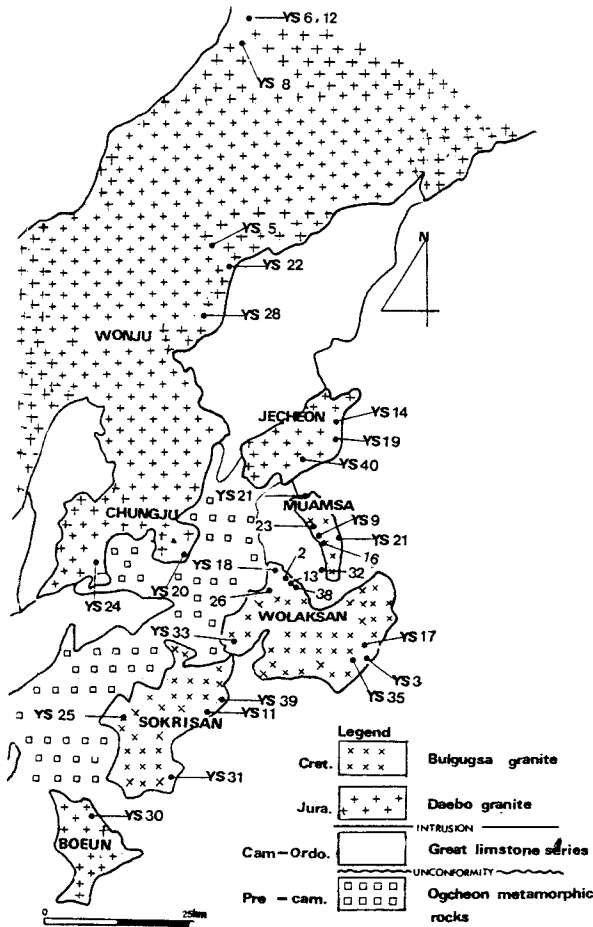 YS 6, 12
YS 8
YS 5
YS 22
N
YS 28
WONJU
JECHEON
YS 14
YS 19
YS 40
YS 21
MUAMSA
CHUNGJU
23
YS 9
YS 21
YS 18
2
16
13
32
YS 24
YS 20
26
38
WOLAKSAN
YS 33
YS 17
YS 3
YS 35
YS 39
YS 11
YS 25
SOKRISAN
YS 31
YS 30
BOEUN
0 25km
Legend
Cret. Bulgugsa granite
Jura. Daebo granite
INTRUSION
Cam-Ordo. Great limstone series
UNCONFORMITY
Pre - cam. Ogcheon metamorphic
rocks